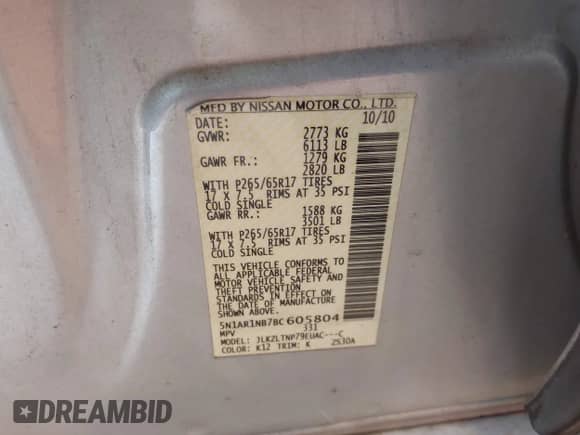 MFD BY NISSAN MOTOR CO., LTD.
DATE: 10/10
GVWR: 2773 KG
6113 LB
GAWR FR.: 1279 KG
2820 LB
WITH P265/65R17 TIRES
17 X 7.5 RIMS AT 35 PSI
COLD SINGLE
GAWR RR.: 1588 KG
3501 LB
WITH P265/65R17 TIRES
17 X 7.5 RIMS AT 35 PSI
COLD SINGLE
THIS VEHICLE CONFORMS TO
ALL APPLICABLE FEDERAL
MOTOR VEHICLE SAFETY
STANDARDS IN EFFECT ON
THE DATE OF MANUFACTURE
SHOWN ABOVE.
5N1AR1NB7BC605804
MPV 331
MODEL: JLKZLTNP79EUAC---C
COLOR: K12 TRIM: K 2530A
DREAMBID